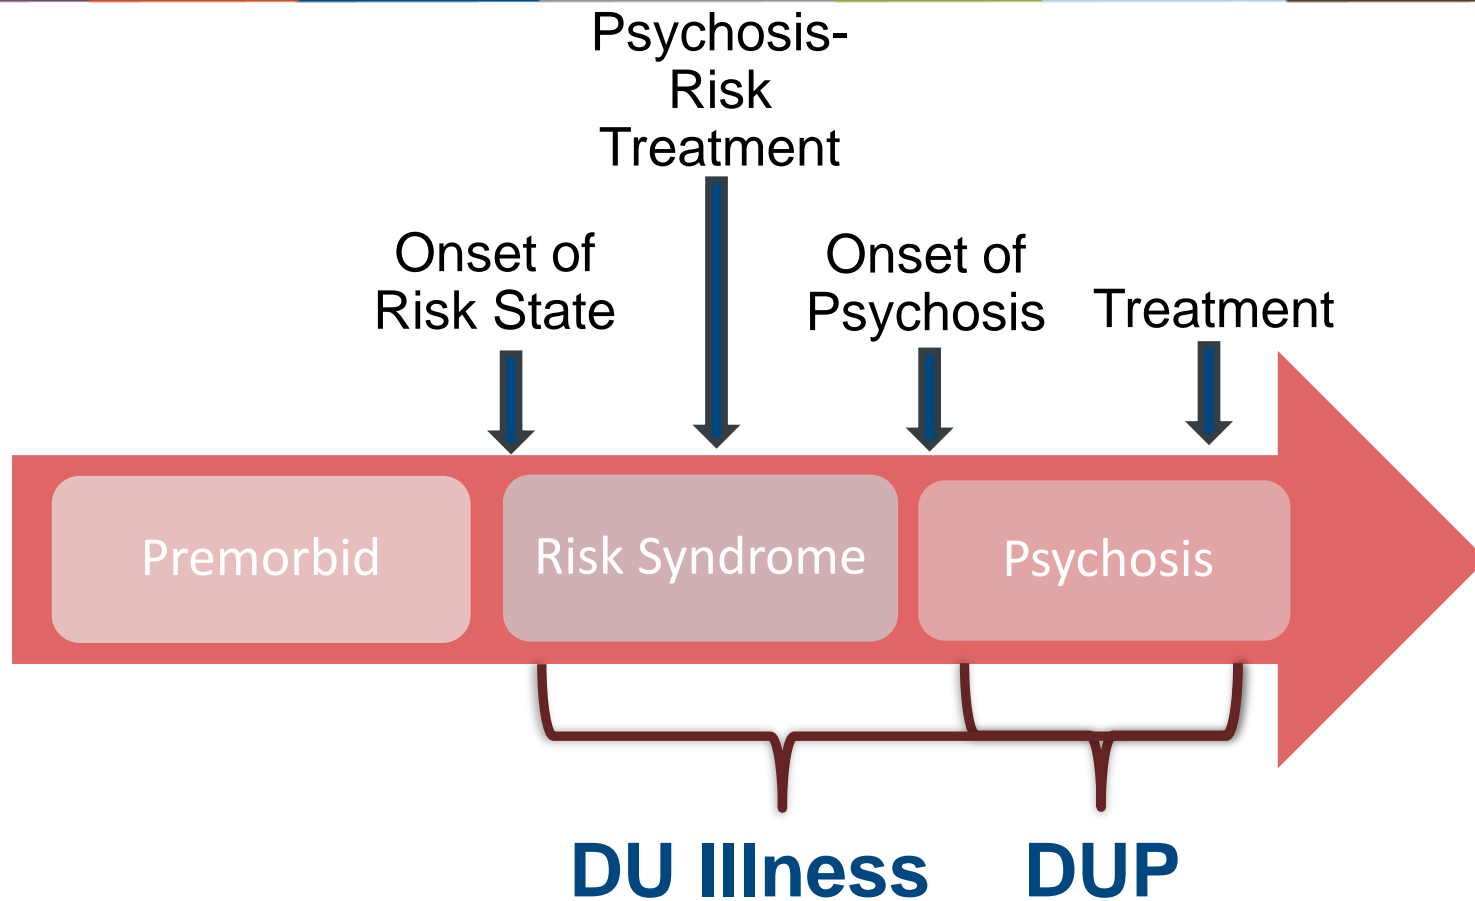 Psychosis-
Risk
Treatment
Onset of
Risk State
Onset of
Psychosis
Treatment
Premorbid
Risk Syndrome
Psychosis
DU Illness
DUP